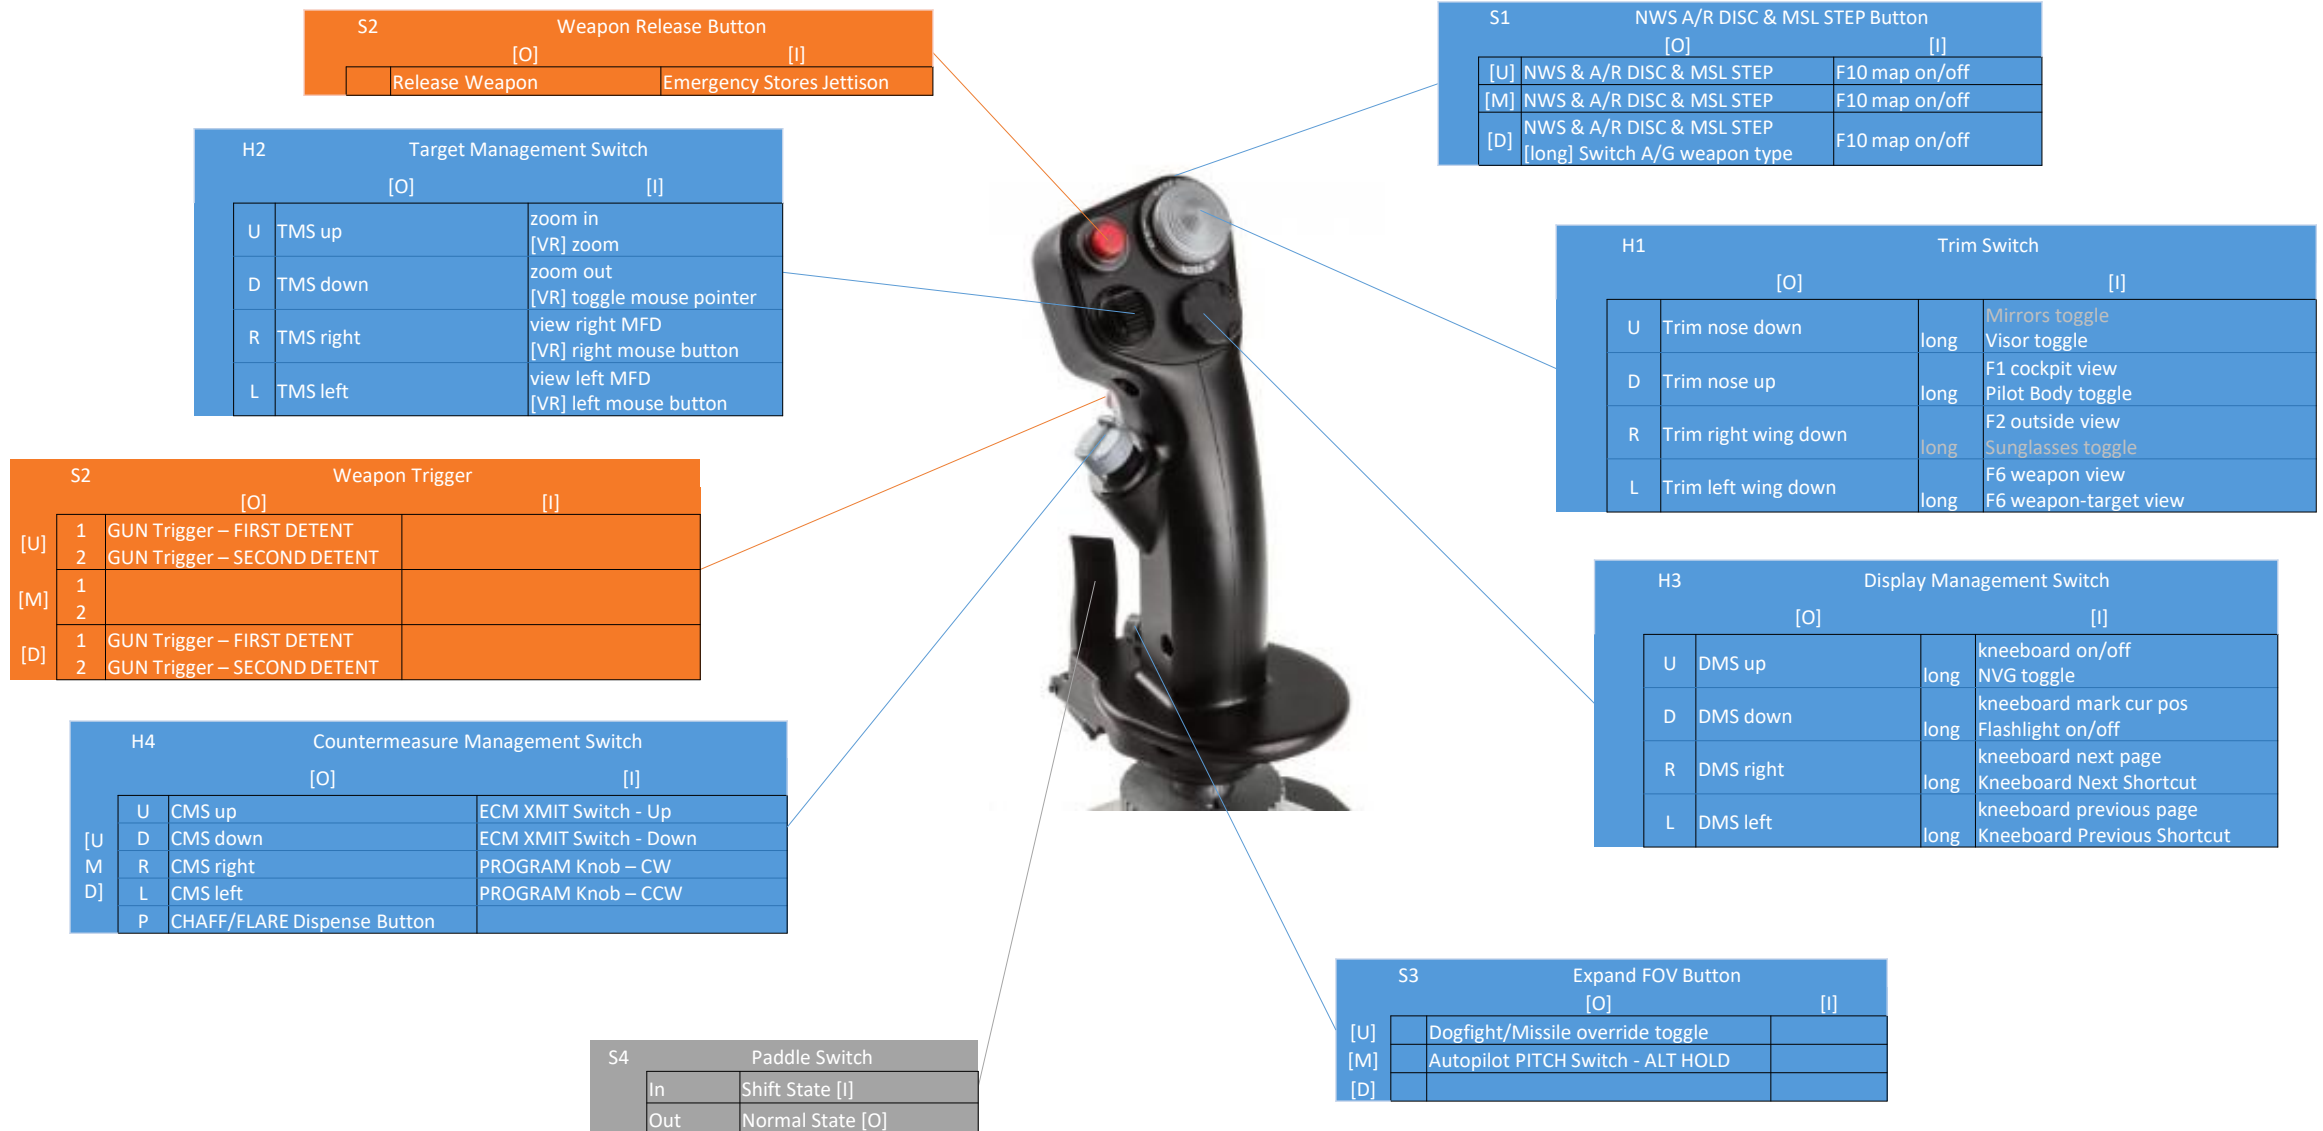 S2 Weapon Release Button
[O] [I]
Release Weapon Emergency Stores Jettison
S1 NWS A/R DISC & MSL STEP Button
[O] [I]
[U] NWS & A/R DISC & MSL STEP F10 map on/off
[M] NWS & A/R DISC & MSL STEP F10 map on/off
[D] NWS & A/R DISC & MSL STEP F10 map on/off
[long] Switch A/G weapon type
H2 Target Management Switch
[O] [I]
U TMS up zoom in
[VR] zoom
D TMS down zoom out
[VR] toggle mouse pointer
R TMS right view right MFD
[VR] right mouse button
L TMS left view left MFD
[VR] left mouse button
H1 Trim Switch
[O] [I]
U Trim nose down Mirrors toggle
long Visor toggle
D Trim nose up F1 cockpit view
long Pilot Body toggle
R Trim right wing down F2 outside view
long Sunglasses toggle
L Trim left wing down F6 weapon view
long F6 weapon-target view
S2 Weapon Trigger
[O] [I]
[U] 1 GUN Trigger – FIRST DETENT
2 GUN Trigger – SECOND DETENT
[M] 1
2
[D] 1 GUN Trigger – FIRST DETENT
2 GUN Trigger – SECOND DETENT
H3 Display Management Switch
[O] [I]
U DMS up kneeboard on/off
long NVG toggle
D DMS down kneeboard mark cur pos
long Flashlight on/off
R DMS right kneeboard next page
long Kneeboard Next Shortcut
L DMS left kneeboard previous page
long Kneeboard Previous Shortcut
H4 Countermeasure Management Switch
[O] [I]
U CMS up ECM XMIT Switch - Up
[U D CMS down ECM XMIT Switch - Down
M R CMS right PROGRAM Knob – CW
D] L CMS left PROGRAM Knob – CCW
P CHAFF/FLARE Dispense Button
S3 Expand FOV Button
[O] [I]
[U] Dogfight/Missile override toggle
[M] Autopilot PITCH Switch - ALT HOLD
[D]
S4 Paddle Switch
In Shift State [I]
Out Normal State [O]